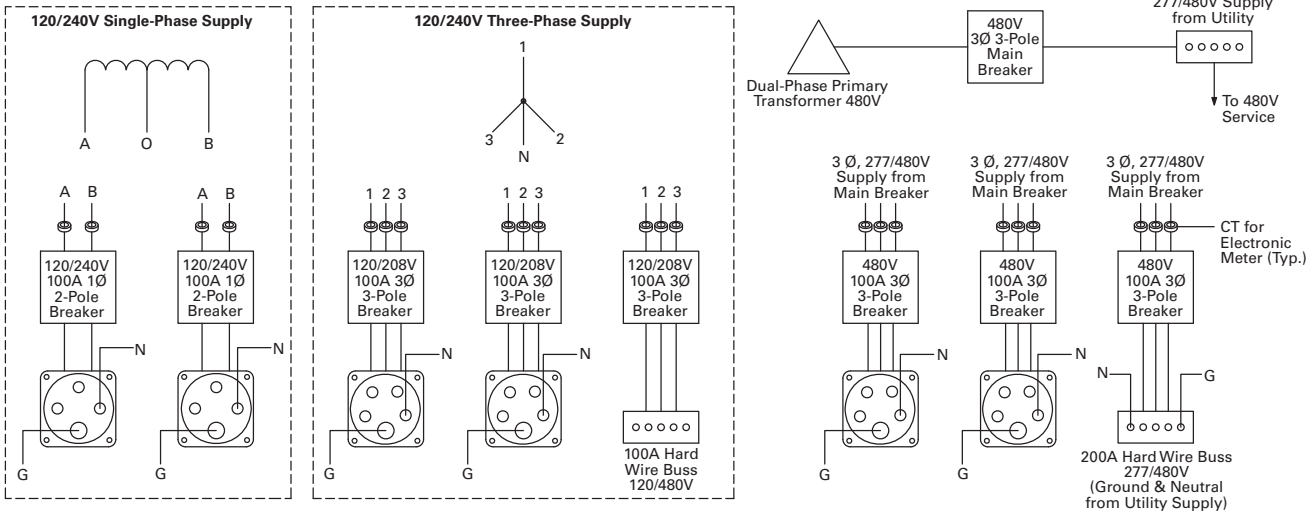 120/240V Single-Phase Supply
A
O
B
A B
A B
120/240V
100A 1Ø
2-Pole
Breaker
120/240V
100A 1Ø
2-Pole
Breaker
N
N
G
G
120/240V Three-Phase Supply
1
3
2
N
1 2 3
1 2 3
1 2 3
120/208V
100A 3Ø
3-Pole
Breaker
120/208V
100A 3Ø
3-Pole
Breaker
120/208V
100A 3Ø
3-Pole
Breaker
N
N
G
G
100A Hard
Wire Buss
120/480V
Dual-Phase Primary
Transformer 480V
480V
3Ø 3-Pole
Main
Breaker
277/480V Supply
from Utility
To 480V
Service
3 Ø, 277/480V
Supply from
Main Breaker
3 Ø, 277/480V
Supply from
Main Breaker
3 Ø, 277/480V
Supply from
Main Breaker
CT for
Electronic
Meter (Typ.)
480V
100A 3Ø
3-Pole
Breaker
480V
100A 3Ø
3-Pole
Breaker
480V
100A 3Ø
3-Pole
Breaker
N
N
N
G
G
G
200A Hard Wire Buss
277/480V
(Ground & Neutral
from Utility Supply)